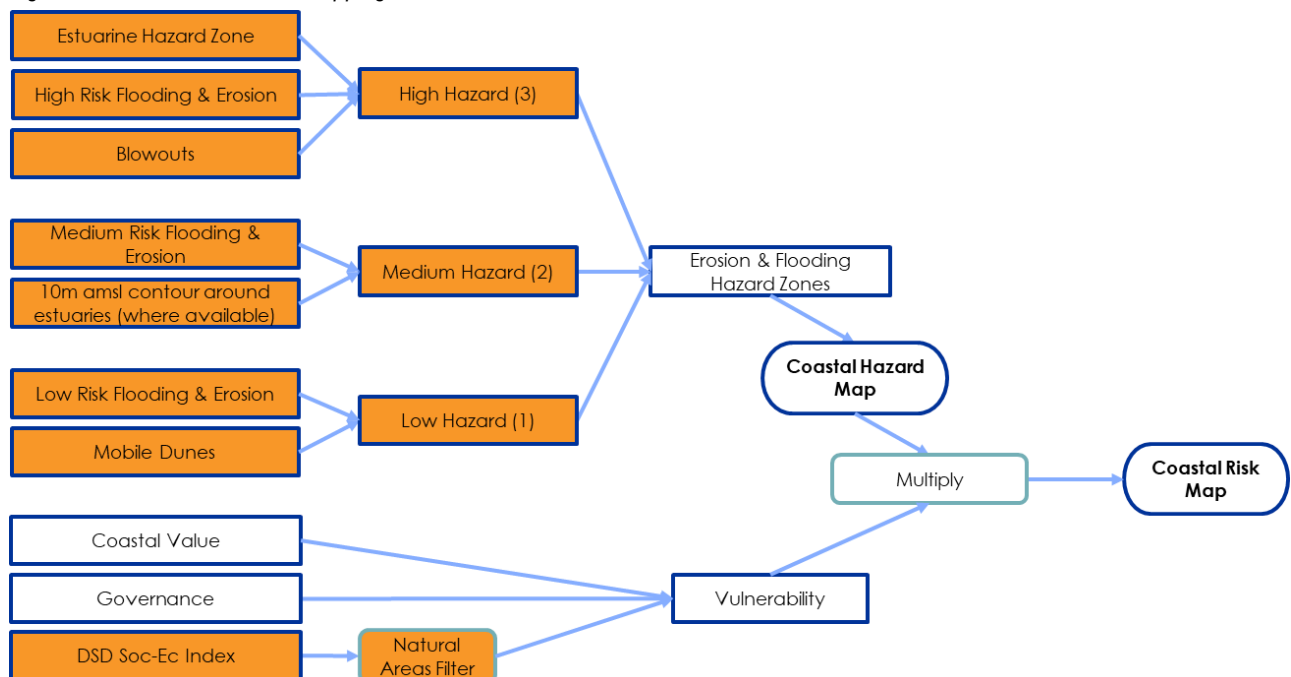 Estuarine Hazard Zone
High Risk Flooding & Erosion
High Hazard (3)
Blowouts
Medium Risk Flooding &
Erosion
Medium Hazard (2)
10m amsl contour around
estuaries (where available)
Erosion & Flooding
Hazard Zones
Low Risk Flooding & Erosion
Low Hazard (1)
Mobile Dunes
Coastal Hazard
Map
Multiply
Coastal Risk
Map
Coastal Value
Governance
Vulnerability
DSD Soc-Ec Index
Natural
Areas Filter